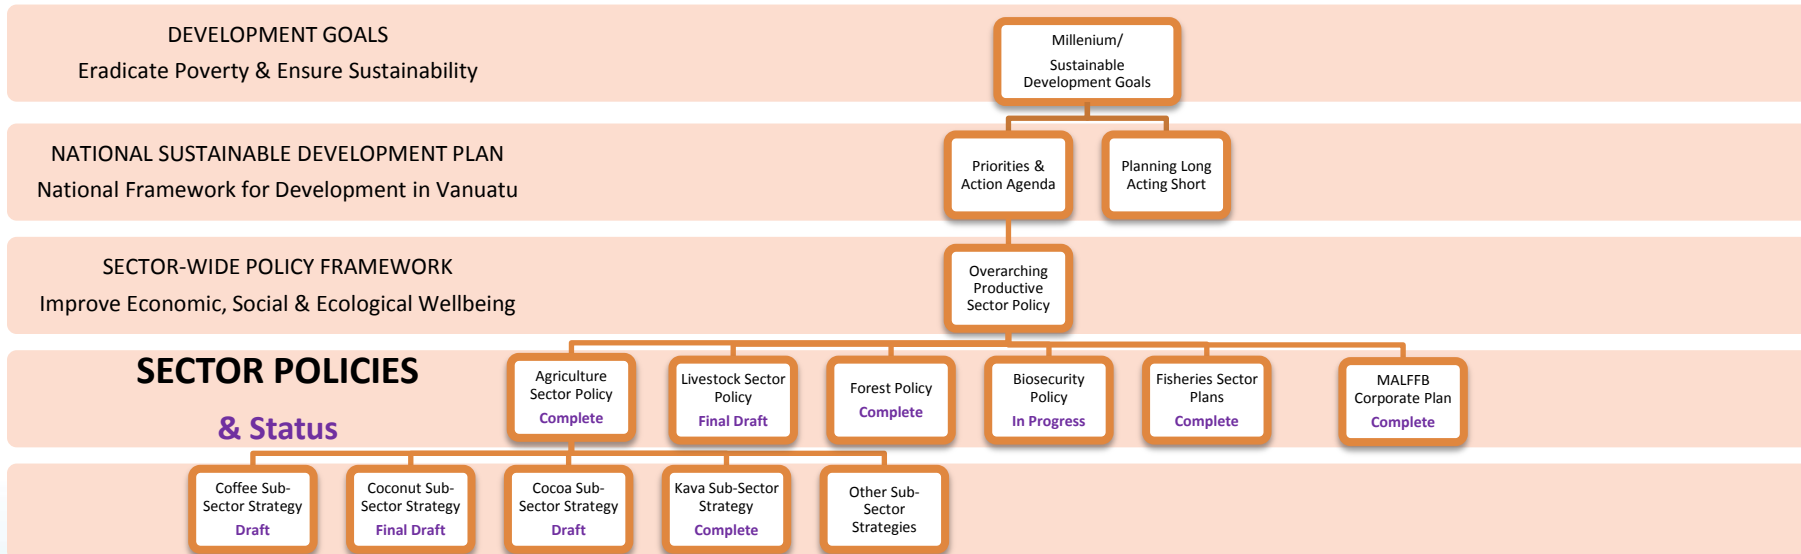 DEVELOPMENT GOALS
Eradicate Poverty & Ensure Sustainability
Millenium/
Sustainable
Development Goals
NATIONAL SUSTAINABLE DEVELOPMENT PLAN
National Framework for Development in Vanuatu
Priorities &
Action Agenda
Planning Long
Acting Short
SECTOR-WIDE POLICY FRAMEWORK
Improve Economic, Social & Ecological Wellbeing
Overarching
Productive
Sector Policy
SECTOR POLICIES
& Status
Agriculture
Sector Policy
Complete
Livestock Sector
Policy
Final Draft
Forest Policy
Complete
Biosecurity
Policy
In Progress
Fisheries Sector
Plans
Complete
MALFFB
Corporate Plan
Complete
Coffee Sub-
Sector Strategy
Draft
Coconut Sub-
Sector Strategy
Final Draft
Cocoa Sub-
Sector Strategy
Draft
Kava Sub-Sector
Strategy
Complete
Other Sub-
Sector
Strategies